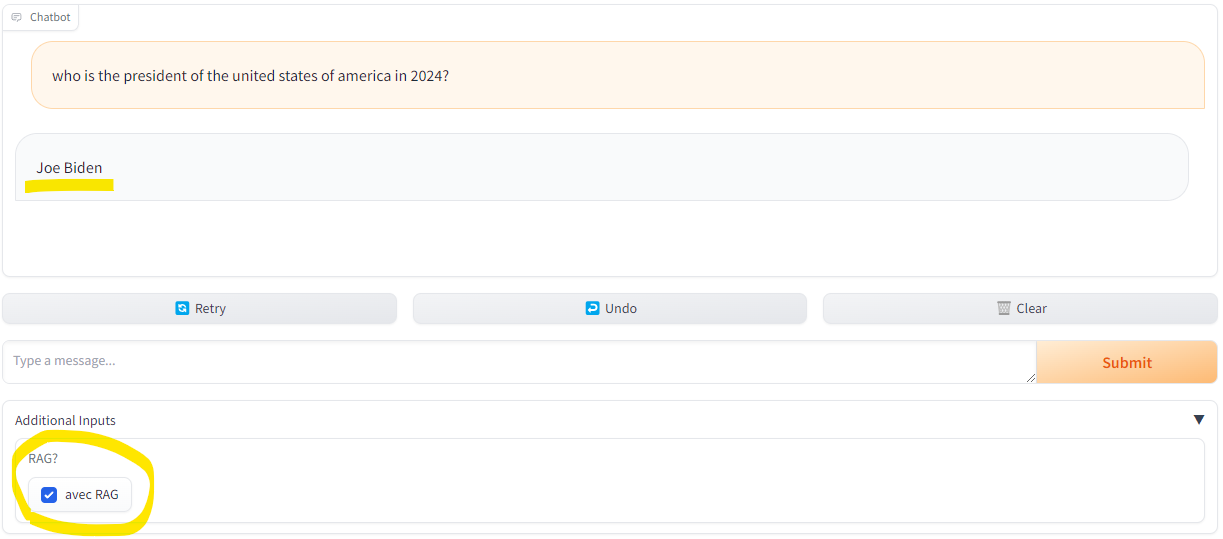 Chatbot
who is the president of the united states of america in 2024?
Joe Biden
Retry
Undo
Clear
Type a message...
Submit
Additional Inputs
RAG?
avec RAG